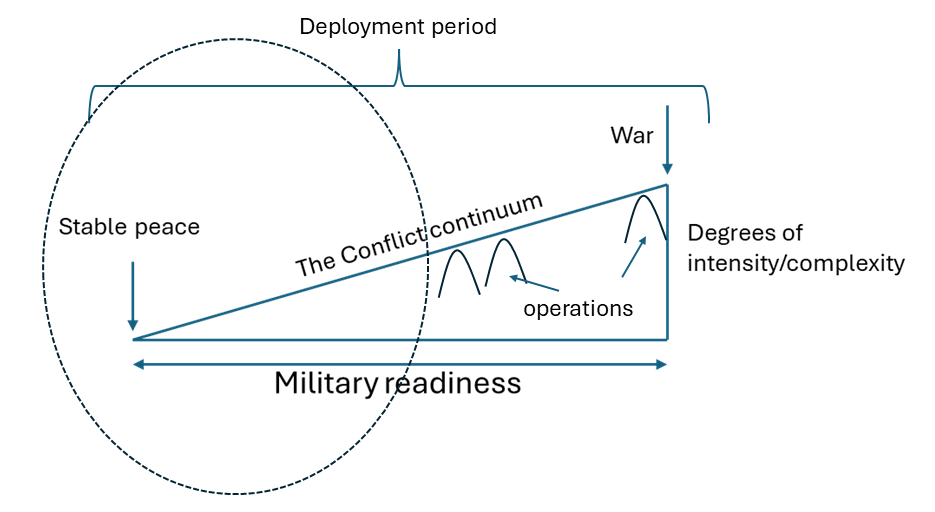 Deployment period
War
Stable peace
The Conflict continuum
Degrees of
intensity/complexity
operations
Military readiness